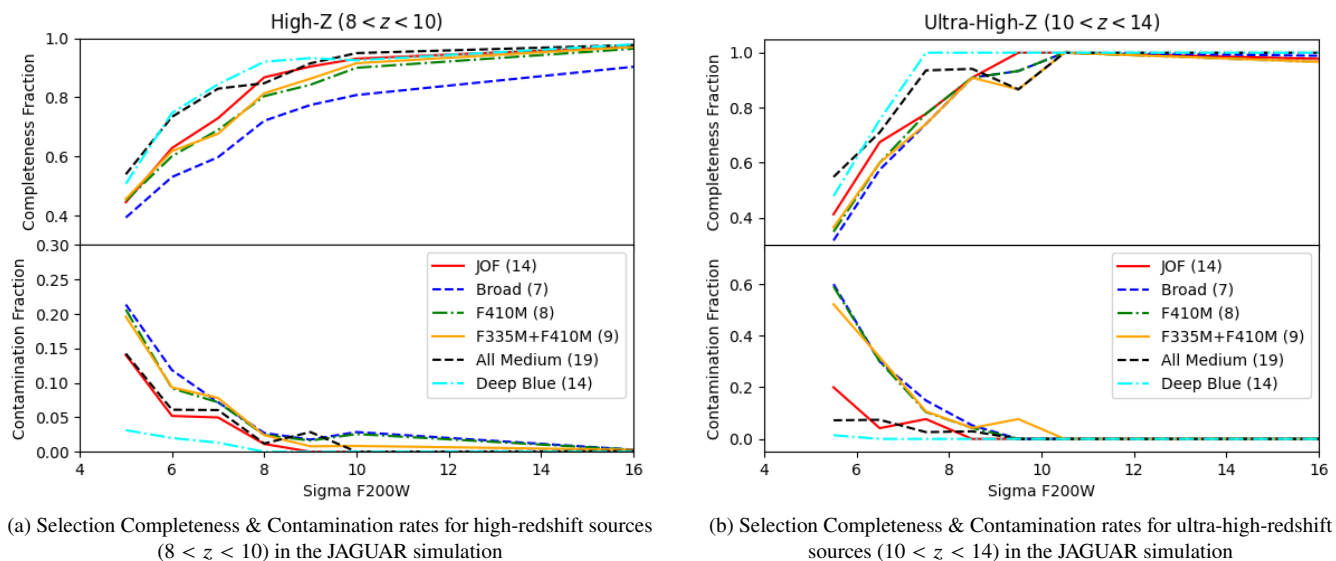 High-Z (8 < z < 10)
Completeness Fraction
1.0
0.8
0.6
0.4
Contamination Fraction
0.30
0.25
0.20
0.15
0.10
0.05
0.00
JOF (14)
Broad (7)
F410M (8)
F335M+F410M (9)
All Medium (19)
Deep Blue (14)
4 6 8 10 12 14 16
Sigma F200W
(a) Selection Completeness & Contamination rates for high-redshift sources
(8 < z < 10) in the JAGUAR simulation
Ultra-High-Z (10 < z < 14)
Completeness Fraction
1.0
0.8
0.6
0.4
Contamination Fraction
0.6
0.4
0.2
0.0
JOF (14)
Broad (7)
F410M (8)
F335M+F410M (9)
All Medium (19)
Deep Blue (14)
4 6 8 10 12 14 16
Sigma F200W
(b) Selection Completeness & Contamination rates for ultra-high-redshift
sources (10 < z < 14) in the JAGUAR simulation